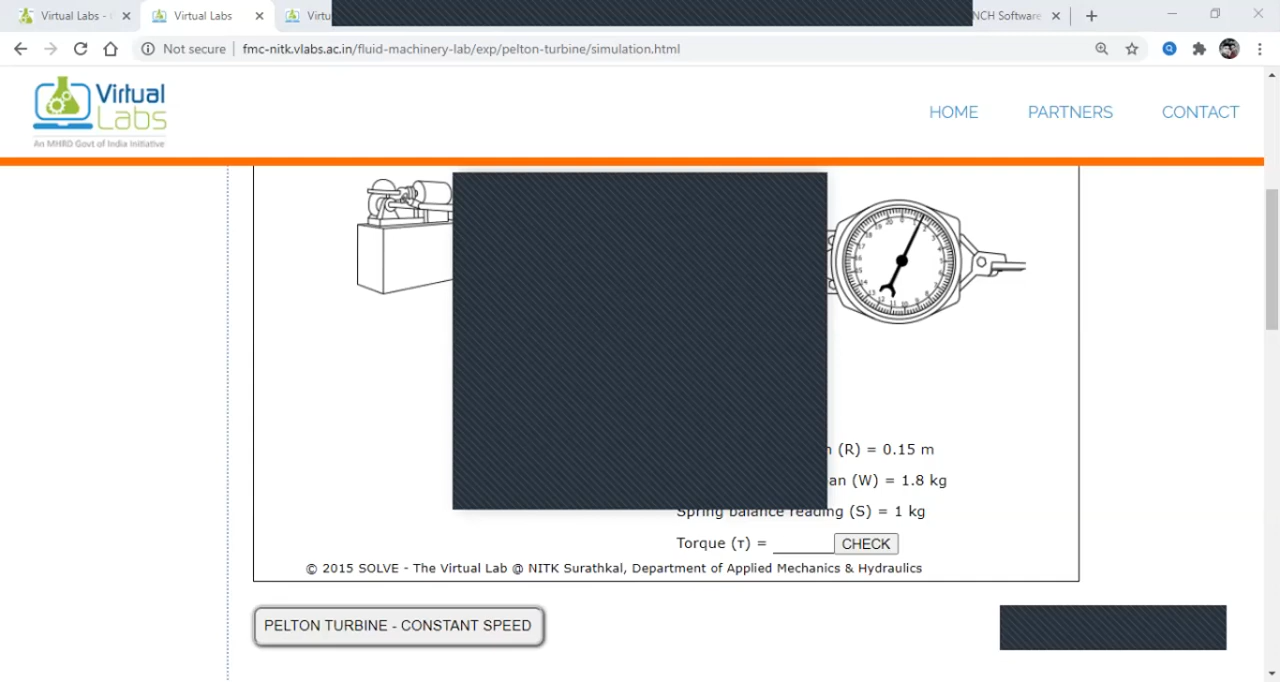 Virtual Labs -
Virtual Labs
Virtu
NCH Software
Not secure | fmc-nitk.vlabs.ac.in/fluid-machinery-lab/exp/pelton-turbine/simulation.html
Virtual
Labs
An MHRD Govt of India Initiative
HOME PARTNERS CONTACT
(R) = 0.15 m
an (W) = 1.8 kg
Spring balance reading (S) = 1 kg
Torque (τ) = CHECK
© 2015 SOLVE - The Virtual Lab @ NITK Surathkal, Department of Applied Mechanics & Hydraulics
PELTON TURBINE - CONSTANT SPEED